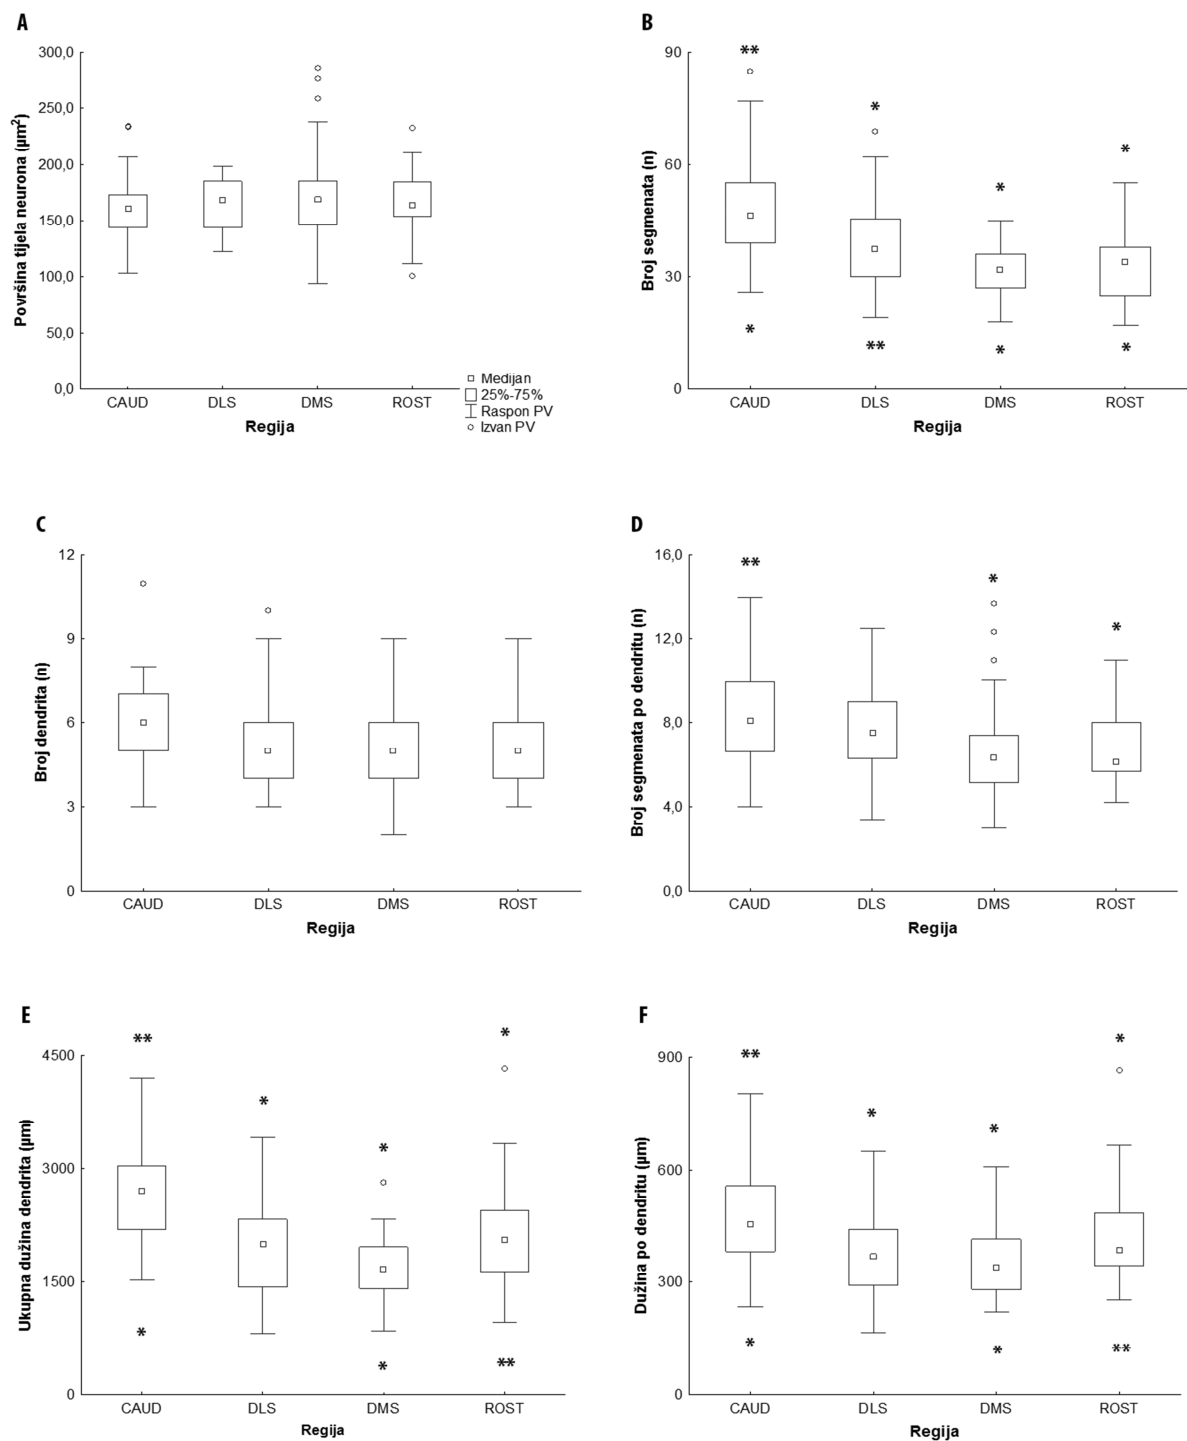 A
Površina tijela neurona (µm²)
300,0
250,0
200,0
150,0
100,0
50,0
0,0
CAUD DLS DMS ROST
Regija
Medijan
25%-75%
Raspon PV
Izvan PV
B
Broj segmenata (n)
90
60
30
0
** * * *
* ** * *
CAUD DLS DMS ROST
Regija
C
Broj dendrita (n)
12
9
6
3
0
CAUD DLS DMS ROST
Regija
D
Broj segmenata po dendritu (n)
16,0
12,0
8,0
4,0
0,0
** * *
CAUD DLS DMS ROST
Regija
E
Ukupna dužina dendrita (µm)
4500
3000
1500
0
** * * *
* * **
CAUD DLS DMS ROST
Regija
F
Dužina po dendritu (µm)
900
600
300
0
** * * *
* * **
CAUD DLS DMS ROST
Regija